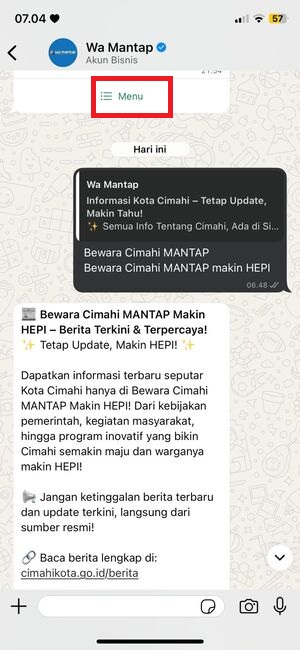 07.04
57
Wa Mantap
Akun Bisnis
Menu
Hari ini
Wa Mantap
Informasi Kota Cimahi – Tetap Update,
Makin Tahu!
✨ Semua Info Tentang Cimahi, Ada di Si...
Bewara Cimahi MANTAP
Bewara Cimahi MANTAP makin HEPI
06.48
📰 Bewara Cimahi MANTAP Makin
HEPI – Berita Terkini & Terpercaya!
✨ Tetap Update, Makin HEPI! ✨
Dapatkan informasi terbaru seputar
Kota Cimahi hanya di Bewara Cimahi
MANTAP Makin HEPI! Dari kebijakan
pemerintah, kegiatan masyarakat,
hingga program inovatif yang bikin
Cimahi semakin maju dan warganya
makin HEPI!
📢 Jangan ketinggalan berita terbaru
dan update terkini, langsung dari
sumber resmi!
🔗 Baca berita lengkap di:
cimahikota.go.id/berita